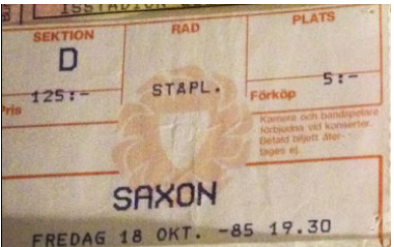 ISSTADION
SEKTION RAD PLATS
D
125:- STAPL. 5:-
Pris Förköp
Kamera och bandspelare
förbjudna vid konserter.
Betald biljett åter-
tages ej.
SAXON
FREDAG 18 OKT. -85 19.30